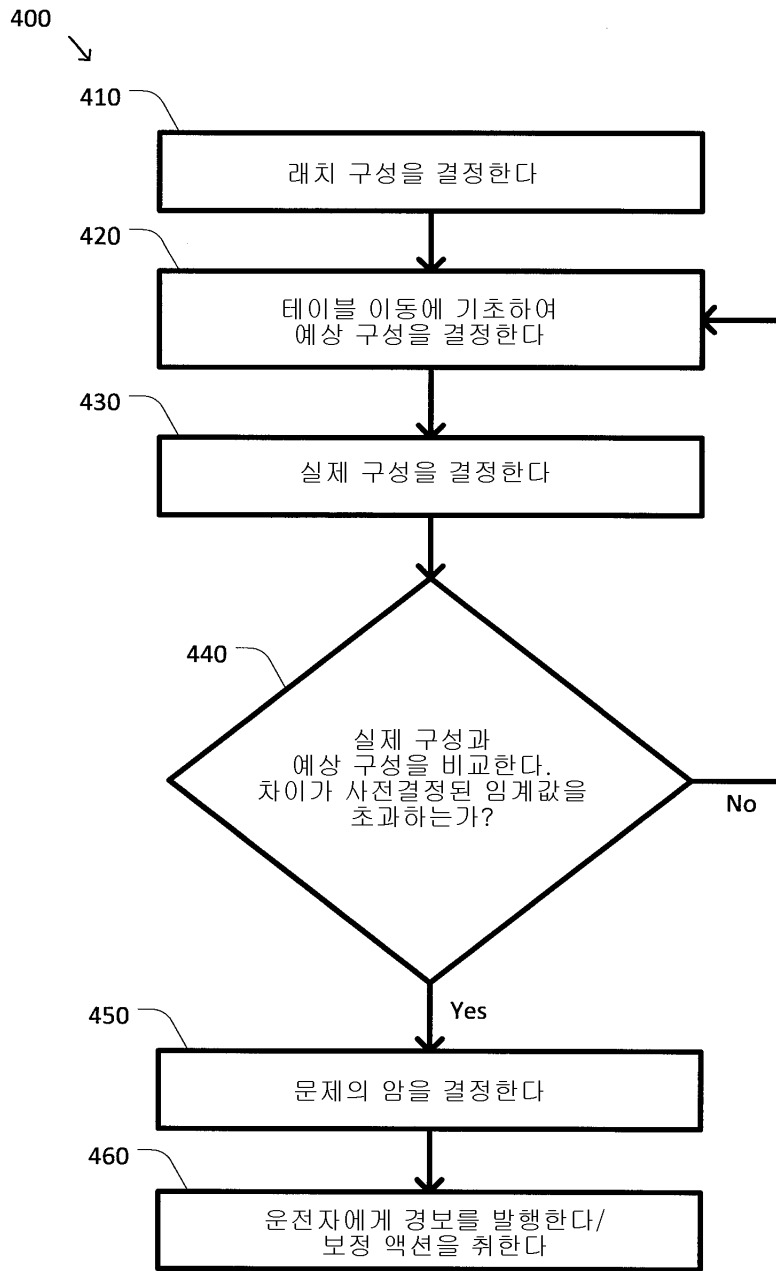 400
410
래치 구성을 결정한다
420
테이블 이동에 기초하여
예상 구성을 결정한다
430
실제 구성을 결정한다
440
실제 구성과
예상 구성을 비교한다.
차이가 사전결정된 임계값을
초과하는가?
No
Yes
450
문제의 암을 결정한다
460
운전자에게 경보를 발행한다/
보정 액션을 취한다